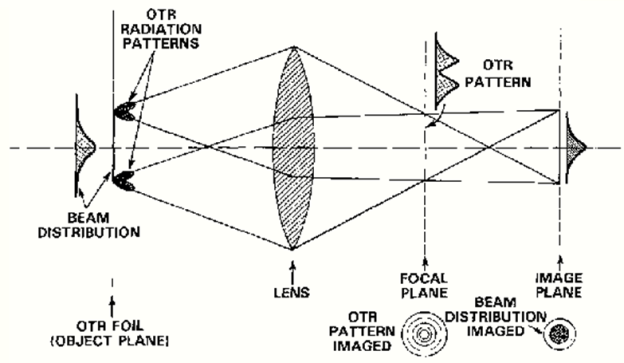 OTR
RADIATION
PATTERNS
OTR
PATTERN
BEAM
DISTRIBUTION
LENS
FOCAL
PLANE
IMAGE
PLANE
OTR FOIL
(OBJECT PLANE)
OTR
PATTERN
IMAGED
BEAM
DISTRIBUTION
IMAGED